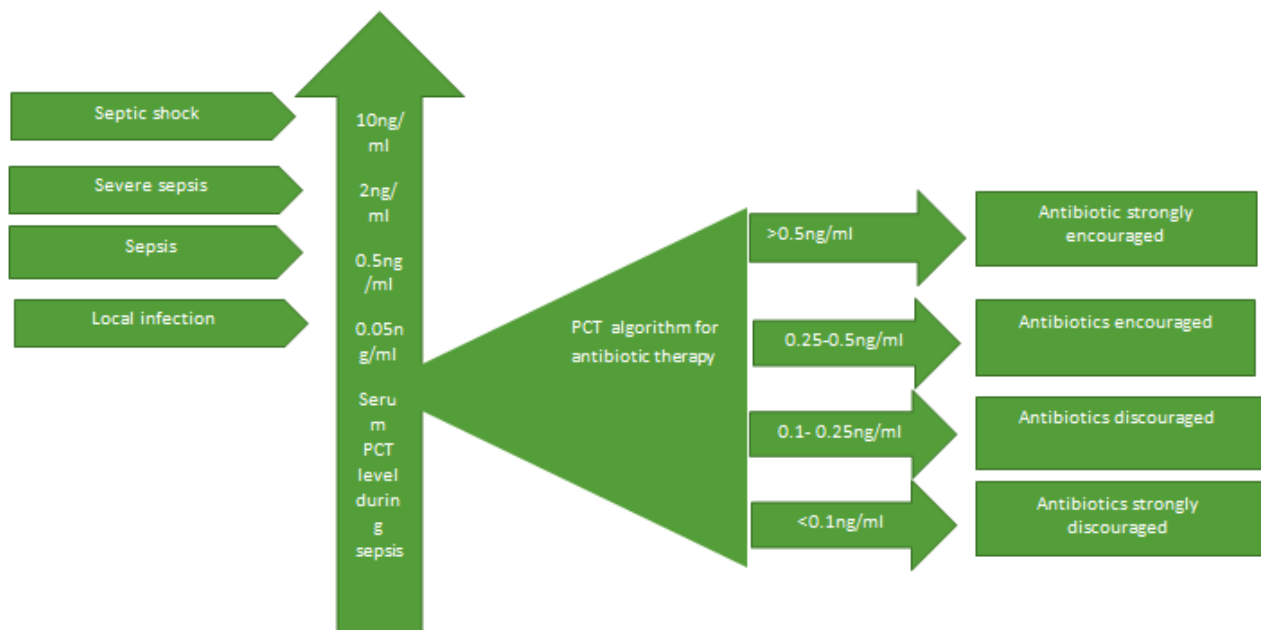 Septic shock
Severe sepsis
Sepsis
Local infection
10ng/
ml
2ng/
ml
0.5ng
/ml
0.05n
g/ml
Seru
m
PCT
level
durin
g
sepsis
PCT algorithm for
antibiotic therapy
>0.5ng/ml
0.25-0.5ng/ml
0.1- 0.25ng/ml
<0.1ng/ml
Antibiotic strongly
encouraged
Antibiotics encouraged
Antibiotics discouraged
Antibiotics strongly
discouraged